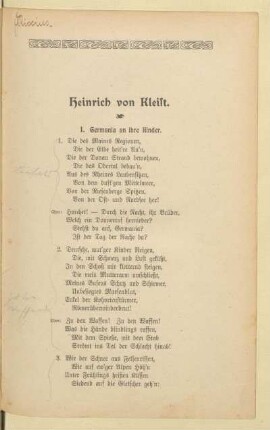 Heinrich von Kleist.
1. Germania an ihre Kinder.
1. Die des Maines Regionen,
Die der Elbe heit're Au'n,
Die der Donau Strand bewohnen,
Die das Odertal bebau'n,
Aus des Rheines Laubensitzen,
Von dem duft'gen Mittelmeer,
Von der Riesenberge Spitzen,
Von der Ost- und Nordsee her!
Horchet! — Durch die Nacht, ihr Brüder,
Welch ein Donnerruf hernieder?
Stehst du auf, Germania?
Ist der Tag der Rache da?
2. Deutsche, mut'ger Kinder Reigen,
Die, mit Schmerz und Lust geküßt,
In den Schoß mir kletternd steigen,
Die mein Mutterarm umschließt,
Meines Busens Schutz und Schirmer,
Unbesiegtes Marsenblut,
Enkel der Kohortenstürmer,
Römerüberwinderbrut!
Zu den Waffen! Zu den Waffen!
Was die Hände blindlings raffen!
Mit dem Spieße, mit dem Stab
Strömt ins Tal der Schlacht hinab!
3. Wie der Schnee aus Felsenrissen,
Wie auf ew'ger Alpen Höh'n
Unter Frühlings heißen Küssen
Siedend auf die Gletscher geh'n: